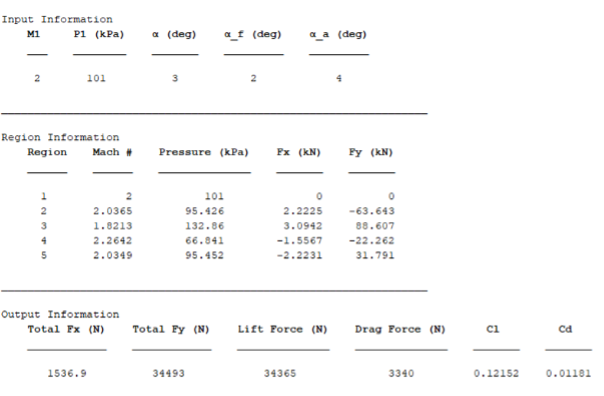 Input Information
M1 P1 (kPa) α (deg) α_f (deg) α_a (deg)
2 101 3 2 4
Region Information
Region Mach # Pressure (kPa) Fx (kN) Fy (kN)
1 2 101 0 0
2 2.0365 95.426 2.2225 -63.643
3 1.8213 132.86 3.0942 88.607
4 2.2642 66.841 -1.5567 -22.262
5 2.0349 95.452 -2.2231 31.791
Output Information
Total Fx (N) Total Fy (N) Lift Force (N) Drag Force (N) Cl Cd
1536.9 34493 34365 3340 0.12152 0.01181